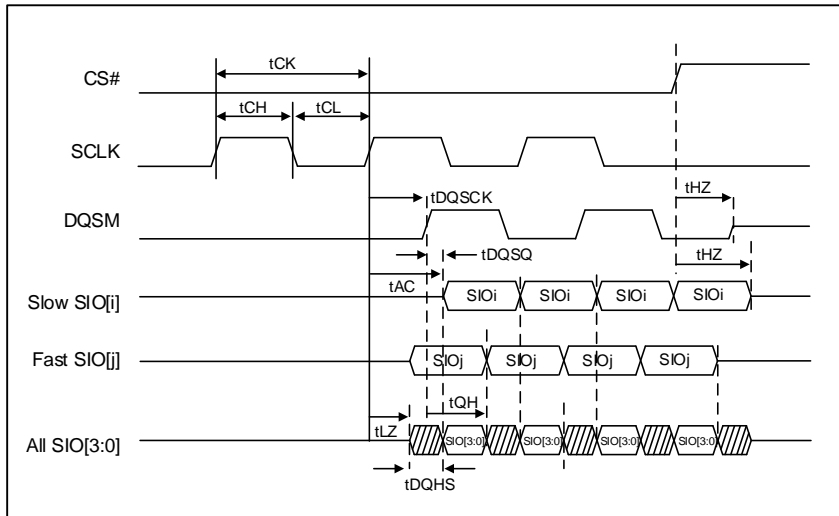 tCK
CS#
tCH tCL
SCLK
tDQSCK tHZ
DQSM
tDQSQ tHZ
tAC
Slow SIO[i] SIOi SIOi SIOi SIOi
Fast SIO[j] SIOj SIOj SIOj SIOj
tQH
tLZ
All SIO[3:0] SIO[3:0] SIO[3:0] SIO[3:0] SIO[3:0]
tDQHS